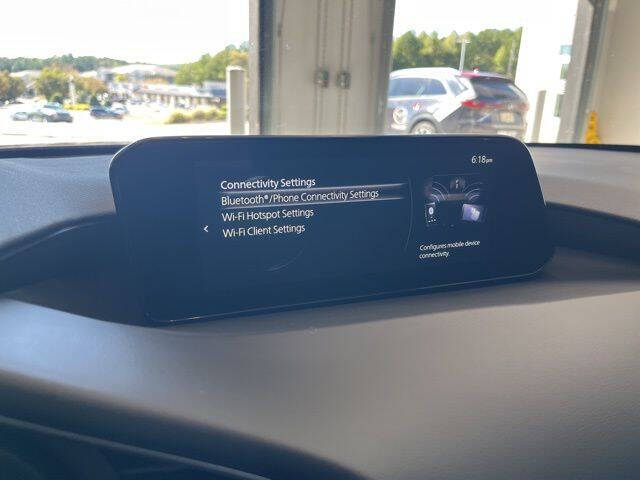 6:18pm
Connectivity Settings
Bluetooth®/Phone Connectivity Settings
Wi-Fi Hotspot Settings
Wi-Fi Client Settings
Configures mobile device
connectivity.